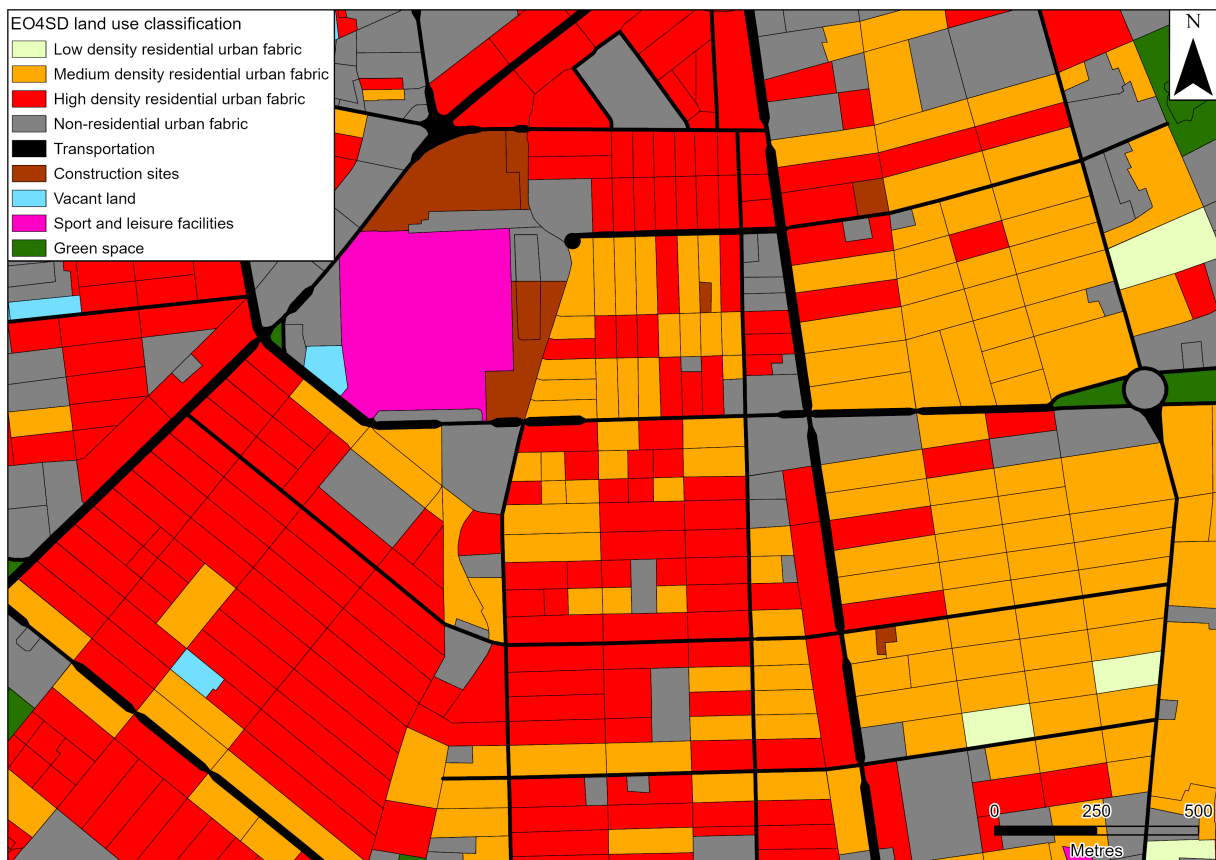 EO4SD land use classification
Low density residential urban fabric
Medium density residential urban fabric
High density residential urban fabric
Non-residential urban fabric
Transportation
Construction sites
Vacant land
Sport and leisure facilities
Green space
N
0 250 500
Metres